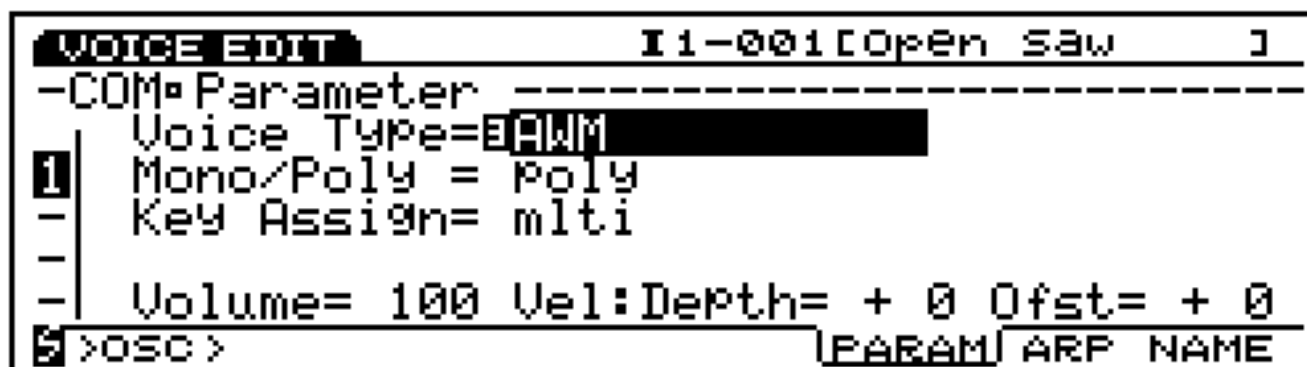 VOICE EDIT I1-001[Open Saw ]
-COM Parameter ------------------------
Voice Type= AWM
1 Mono/Poly = poly
Key Assign= mlti
Volume= 100 Vel:Depth= + 0 Ofst= + 0
S >OSC> PARAM ARP NAME